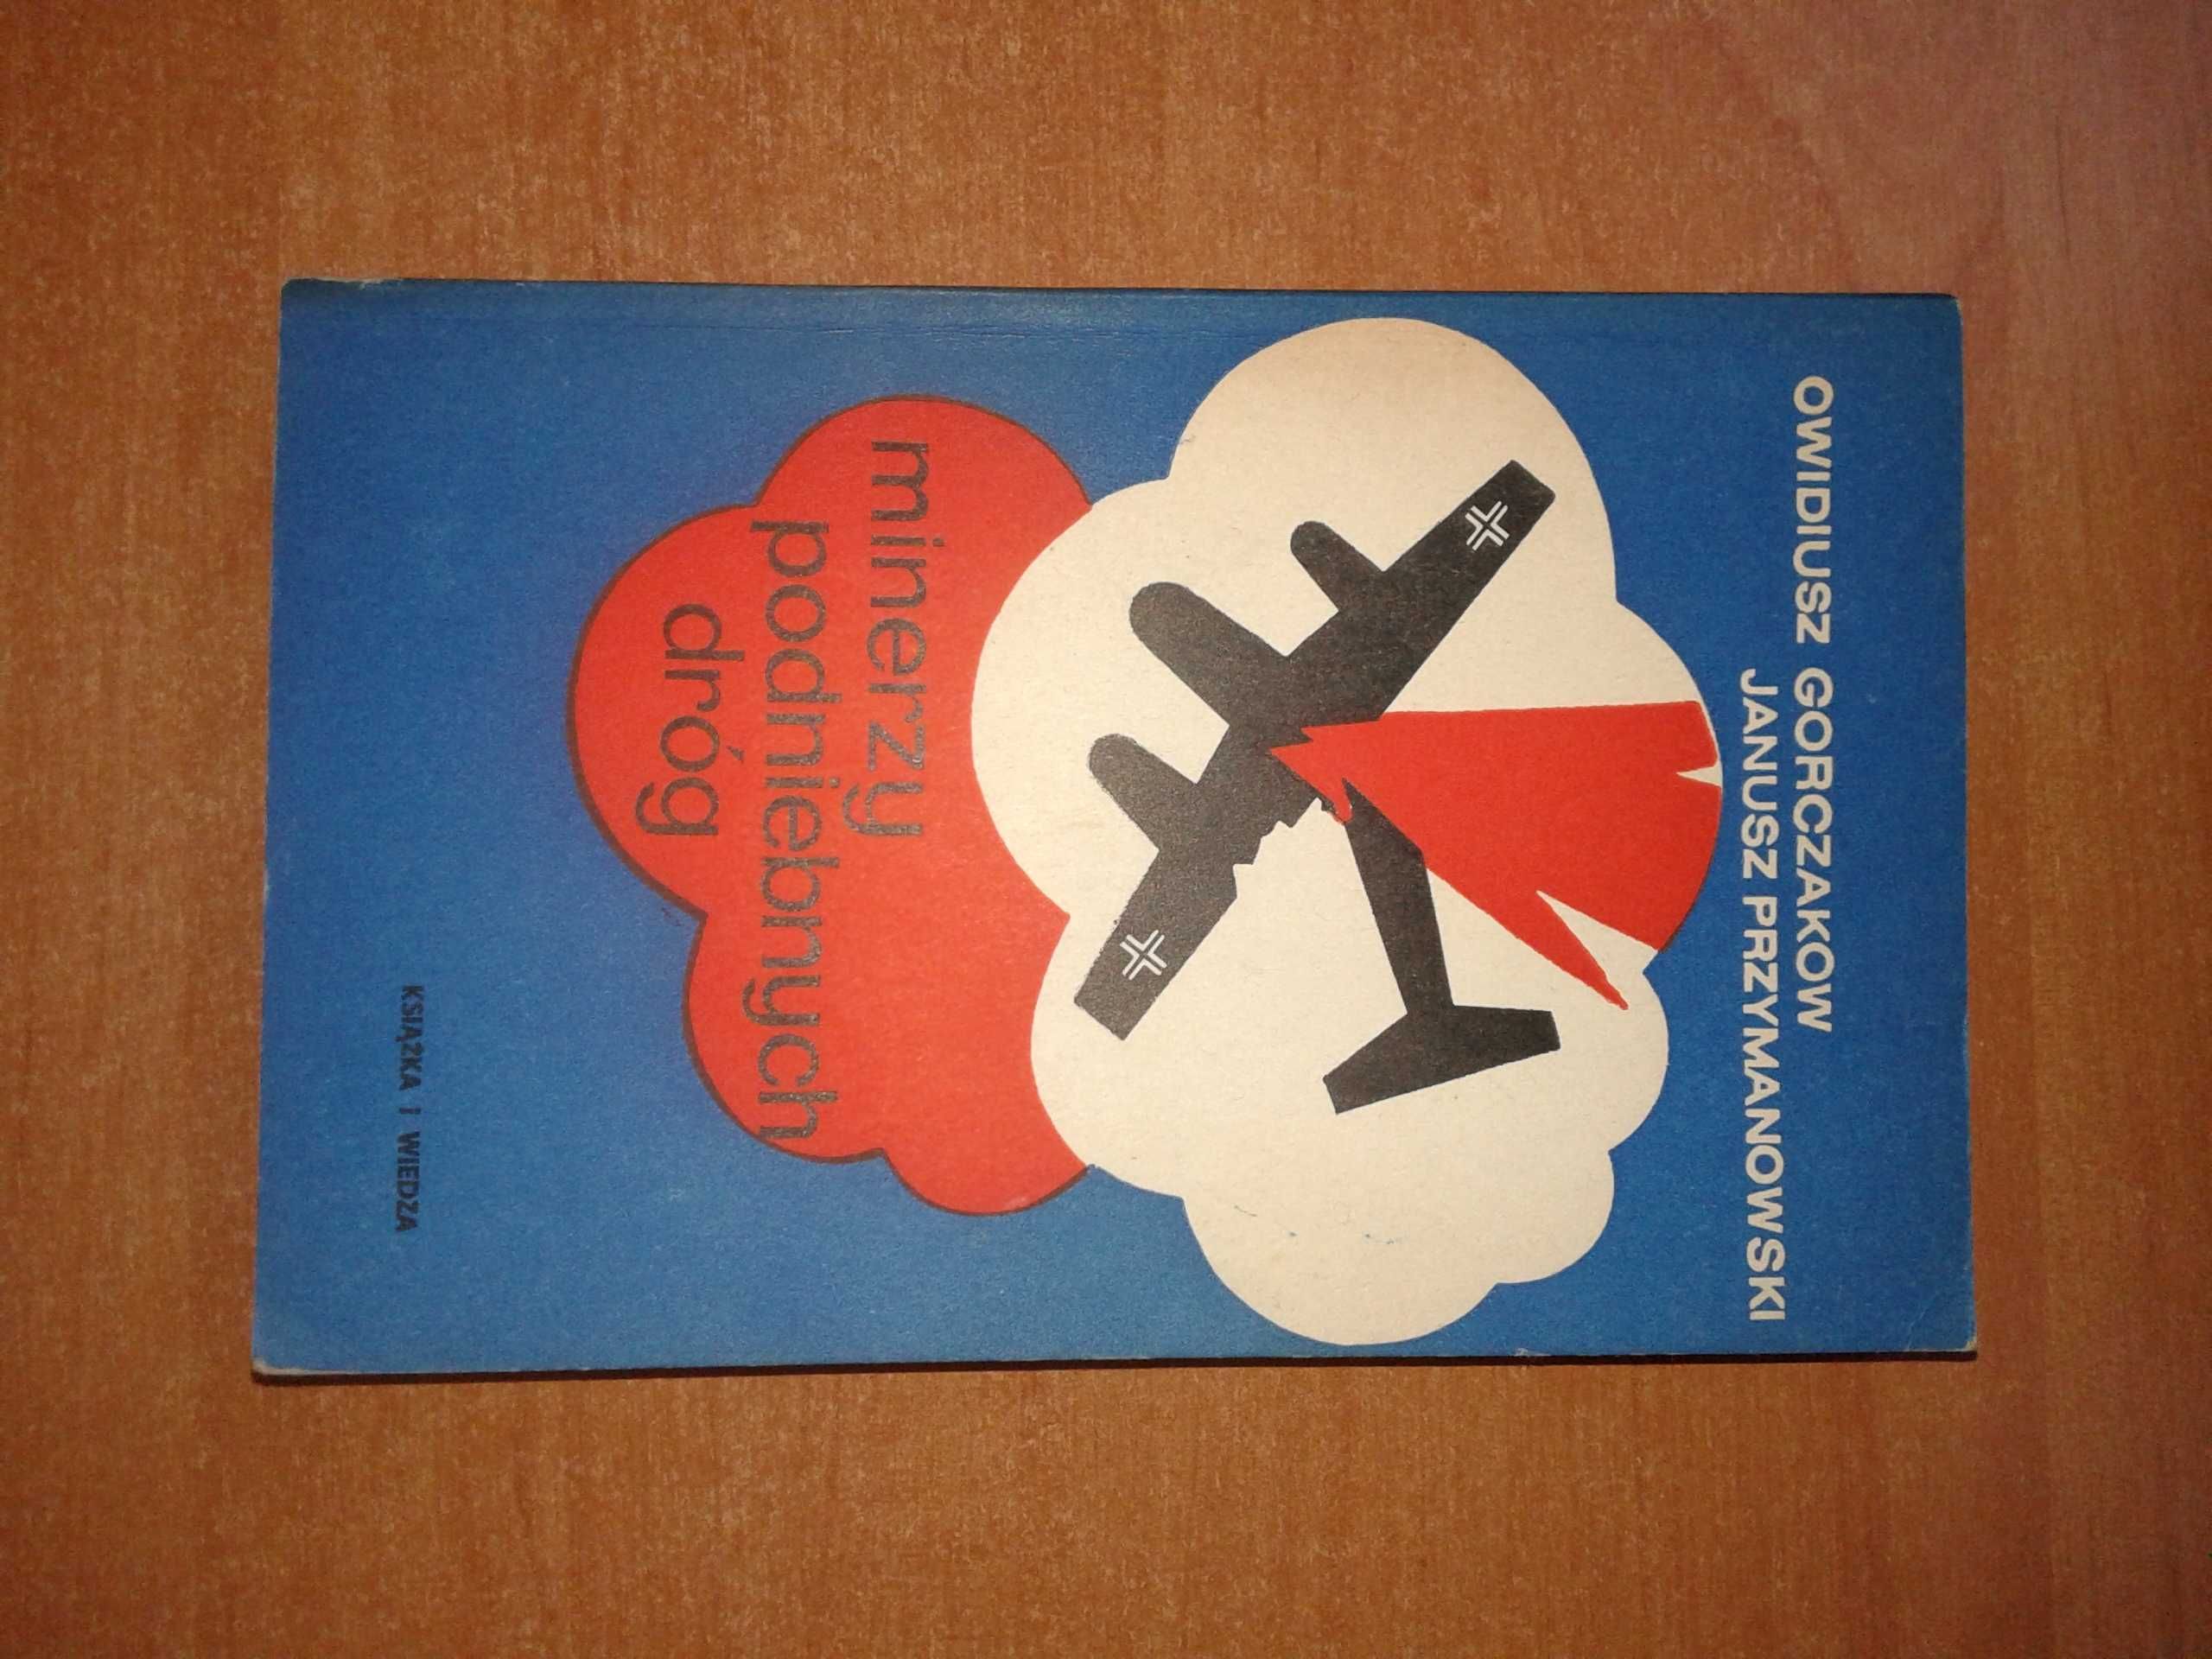 OWIDIUSZ GORCZAKOW
JANUSZ PRZYMANOWSKI
minerzy
podniebnych
dróg
KSIĄŻKA I WIEDZA